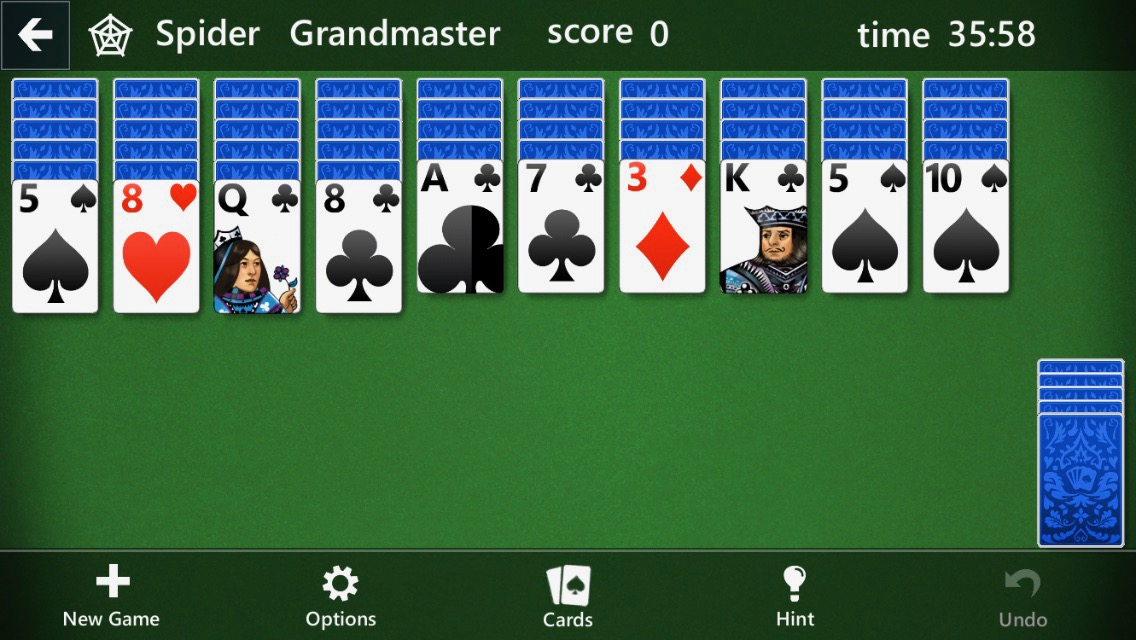 Spider Grandmaster score 0 time 35:58
5 8 Q 8 A 7 3 K 5 10
New Game Options Cards Hint Undo